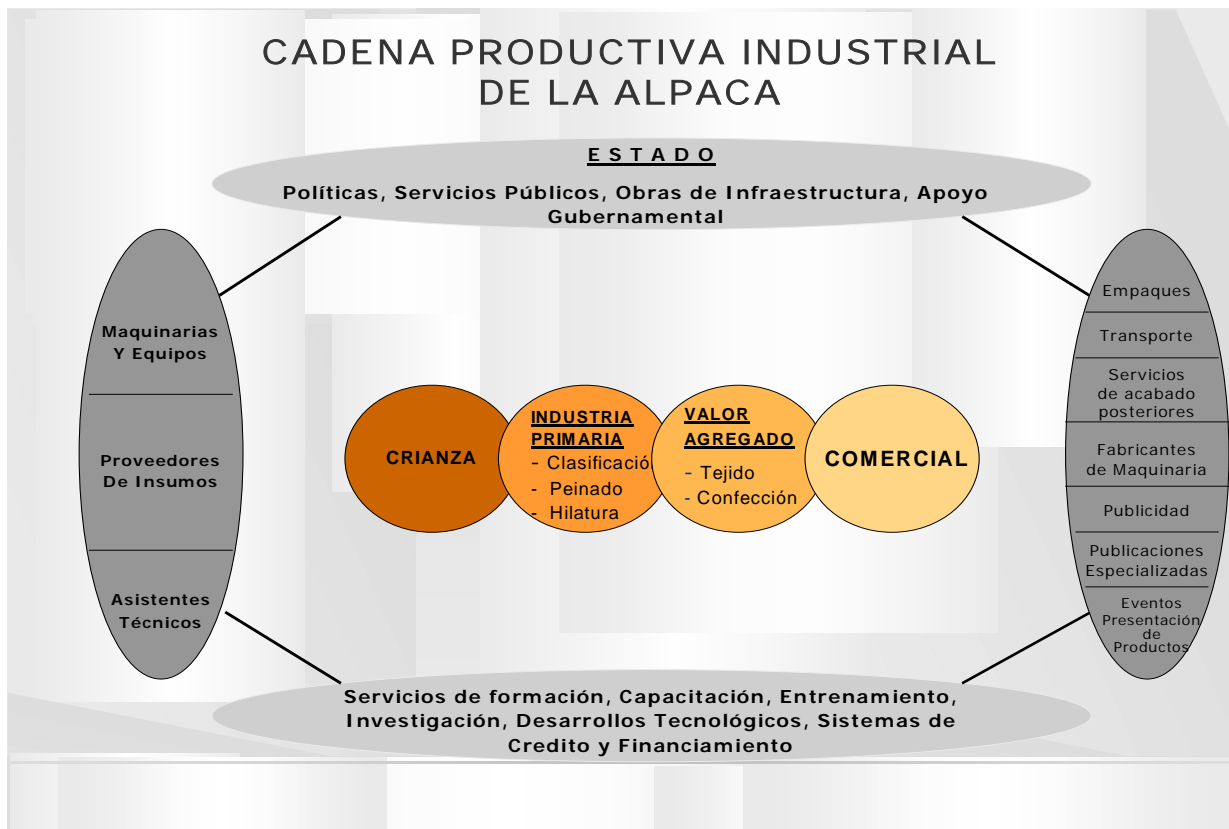 CADENA PRODUCTIVA INDUSTRIAL
DE LA ALPACA
ESTADO
Políticas, Servicios Públicos, Obras de Infraestructura, Apoyo
Gubernamental
Maquinarias
Y Equipos
Proveedores
De Insumos
Asistentes
Técnicos
CRIANZA
INDUSTRIA
PRIMARIA
- Clasificació
- Peinado
- Hilatura
VALOR
AGREGADO
- Tejido
- Confección
COMERCIAL
Empaques
Transporte
Servicios
de acabado
posteriores
Fabricantes
de Maquinaria
Publicidad
Publicaciones
Especializadas
Eventos
Presentación
de
Productos
Servicios de formación, Capacitación, Entrenamiento,
Investigación, Desarrollos Tecnológicos, Sistemas de
Credito y Financiamiento